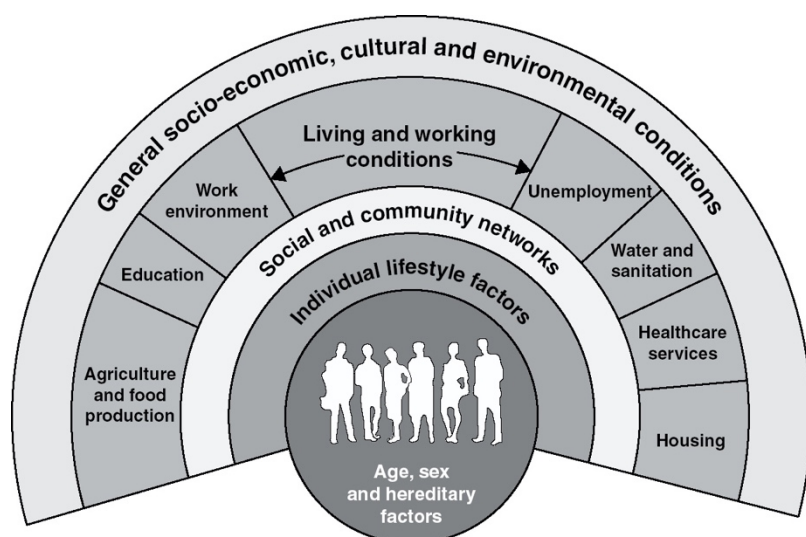 General socio-economic, cultural and environmental conditions
Living and working
conditions
Work
environment
Unemployment
Education
Water and
sanitation
Agriculture
and food
production
Healthcare
services
Housing
Social and community networks
Individual lifestyle factors
Age, sex
and hereditary
factors